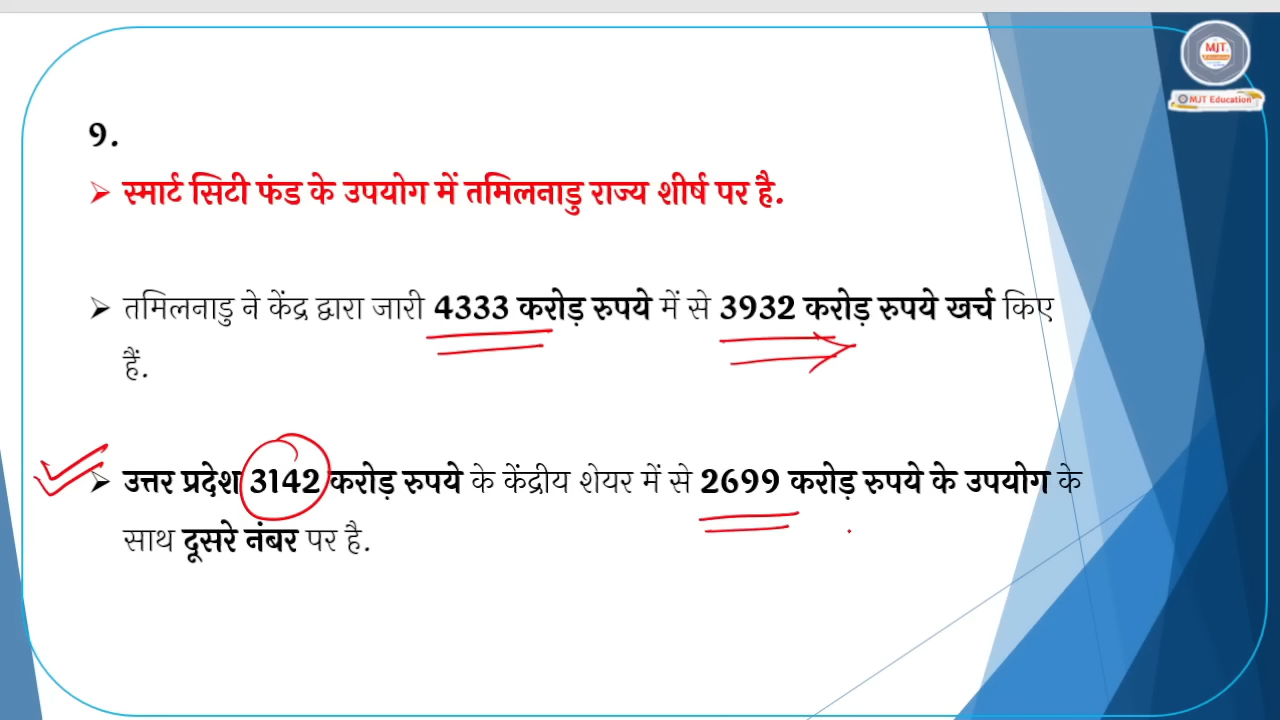 MJT
MJT Education
9.
स्मार्ट सिटी फंड के उपयोग में तमिलनाडु राज्य शीर्ष पर है.
तमिलनाडु ने केंद्र द्वारा जारी 4333 करोड़ रुपये में से 3932 करोड़ रुपये खर्च किए
हैं.
उत्तर प्रदेश 3142 करोड़ रुपये के केंद्रीय शेयर में से 2699 करोड़ रुपये के उपयोग के
साथ दूसरे नंबर पर है.